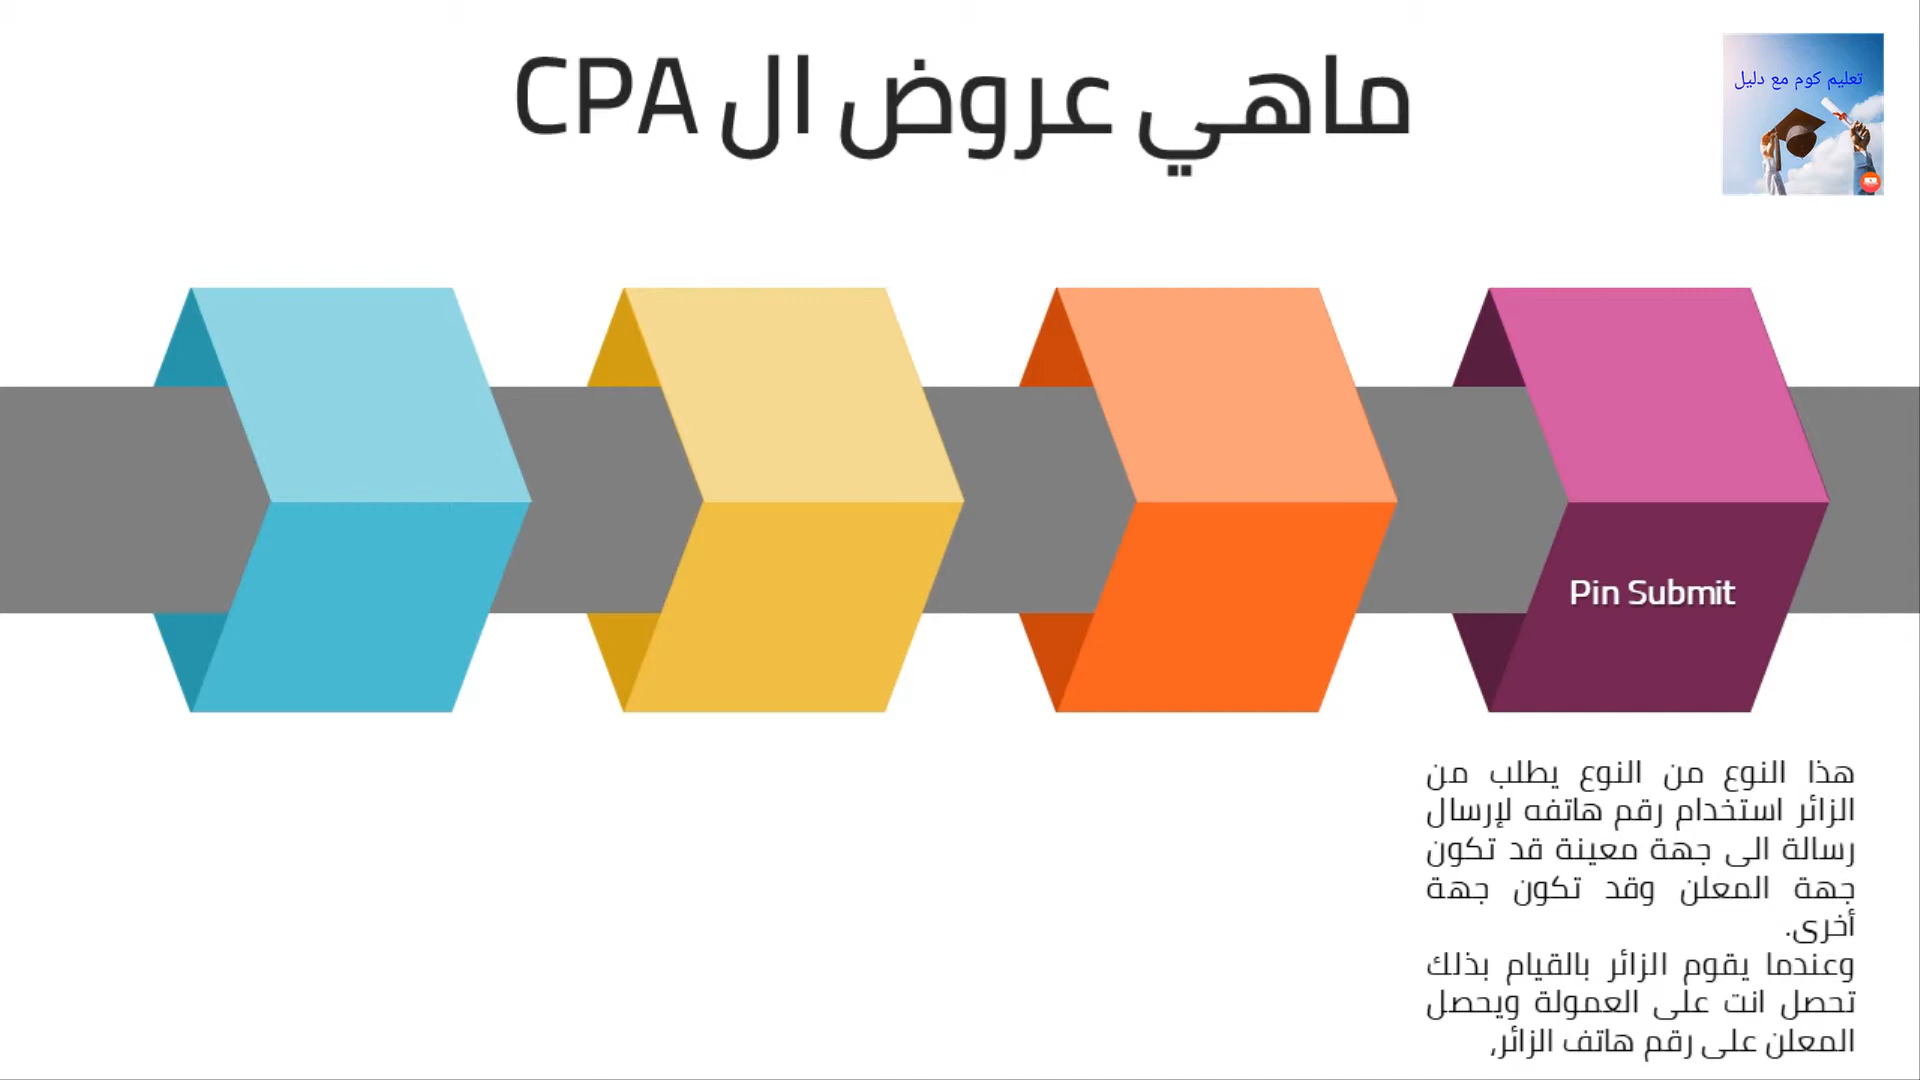 ماهي عروض ال CPA
تعليم كوم مع دليل
Pin Submit
هذا النوع من النوع يطلب من
الزائر استخدام رقم هاتفه لإرسال
رسالة الى جهة معينة قد تكون
جهة المعلن وقد تكون جهة
أخرى.
وعندما يقوم الزائر بالقيام بذلك
تحصل انت على العمولة ويحصل
المعلن على رقم هاتف الزائر,